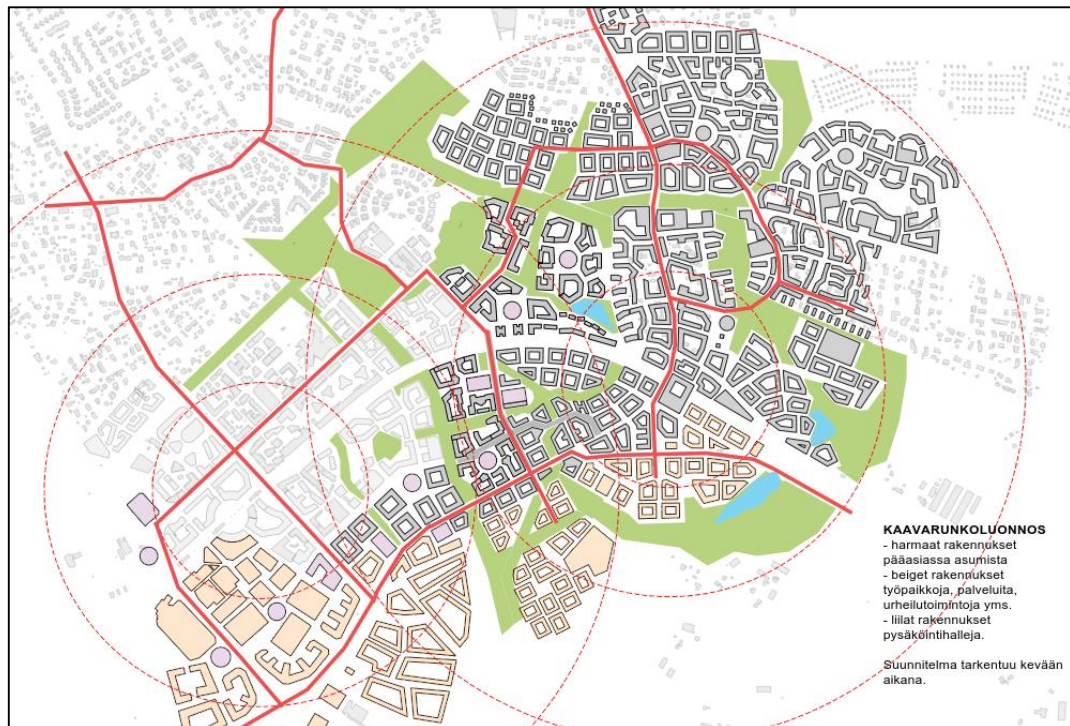 KAAVARUNKOLUONNOS
- harmaat rakennukset
pääasiassa asumista
- beiget rakennukset
työpaikkoja, palveluita,
urheilutoimintoja yms.
- liilat rakennukset
pysäköintihalleja.
Suunnitelma tarkentuu kevään
aikana.